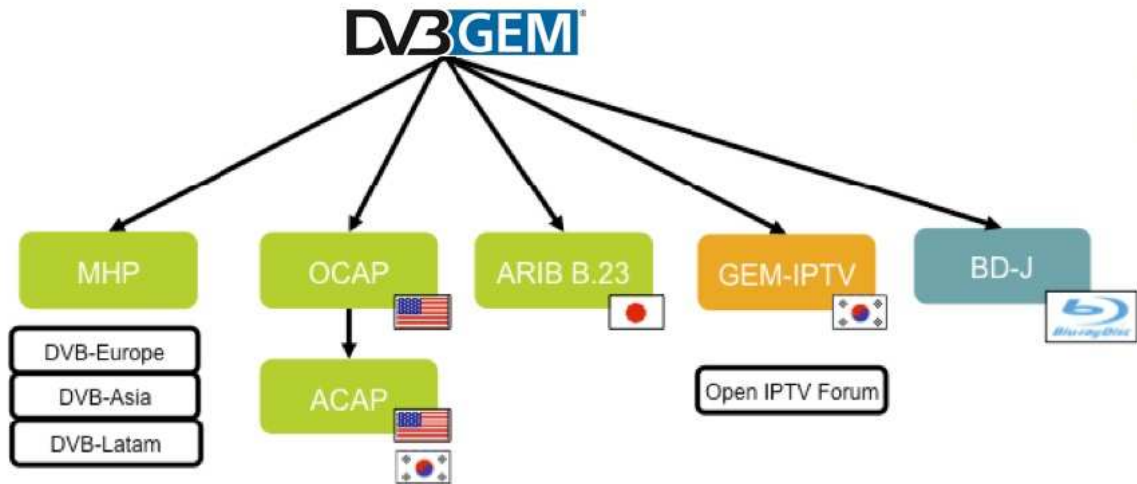 DVB GEM
MHP
OCAP
ARIB B.23
GEM-IPTV
BD-J
Blu-ray Disc
DVB-Europe
DVB-Asia
DVB-Latam
ACAP
Open IPTV Forum